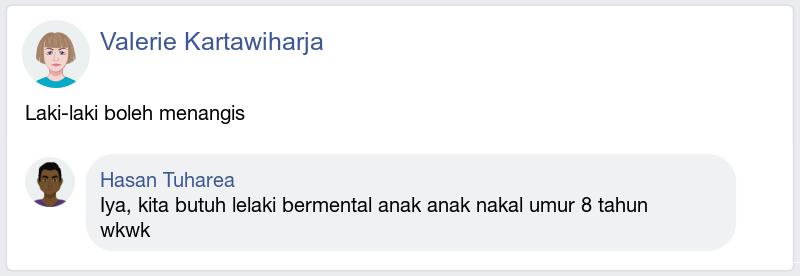 Valerie Kartawiharja
Laki-laki boleh menangis
Hasan Tuharea
Iya, kita butuh lelaki bermental anak anak nakal umur 8 tahun
wkwk